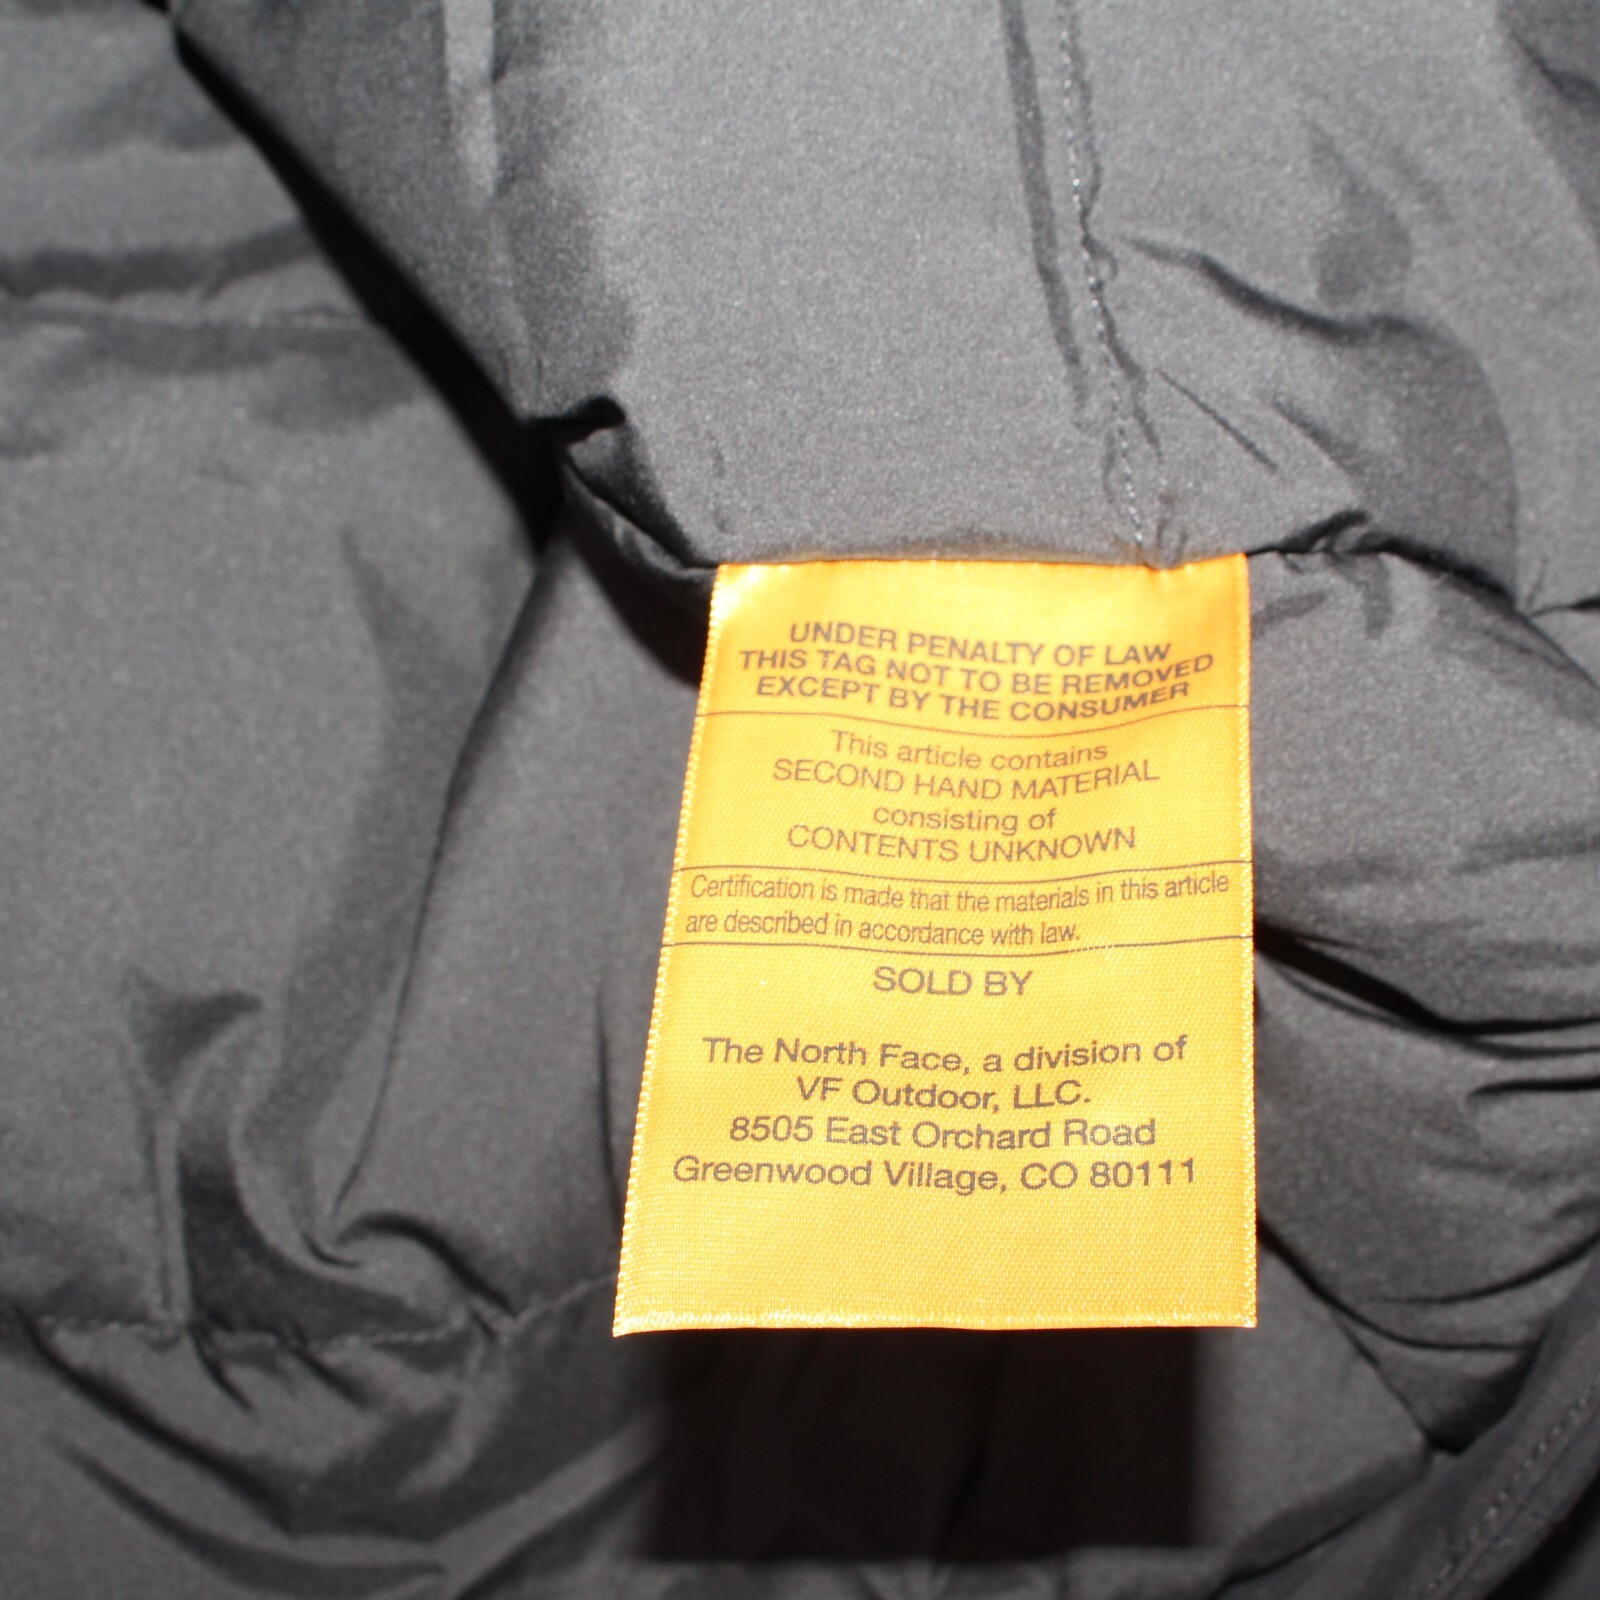 UNDER PENALTY OF LAW
THIS TAG NOT TO BE REMOVED
EXCEPT BY THE CONSUMER
This article contains
SECOND HAND MATERIAL
consisting of
CONTENTS UNKNOWN
Certification is made that the materials in this article
are described in accordance with law.
SOLD BY
The North Face, a division of
VF Outdoor, LLC.
8505 East Orchard Road
Greenwood Village, CO 80111